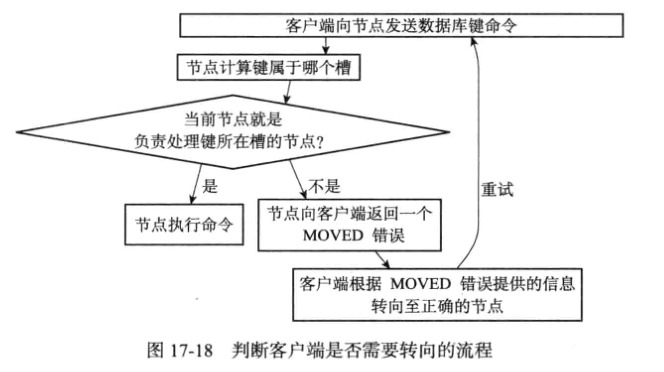 客户端向节点发送数据库键命令
节点计算键属于哪个槽
当前节点就是
负责处理键所在槽的节点?
是
不是
重试
节点执行命令
节点向客户端返回一个
MOVED 错误
客户端根据 MOVED 错误提供的信息
转向至正确的节点
图 17-18 判断客户端是否需要转向的流程